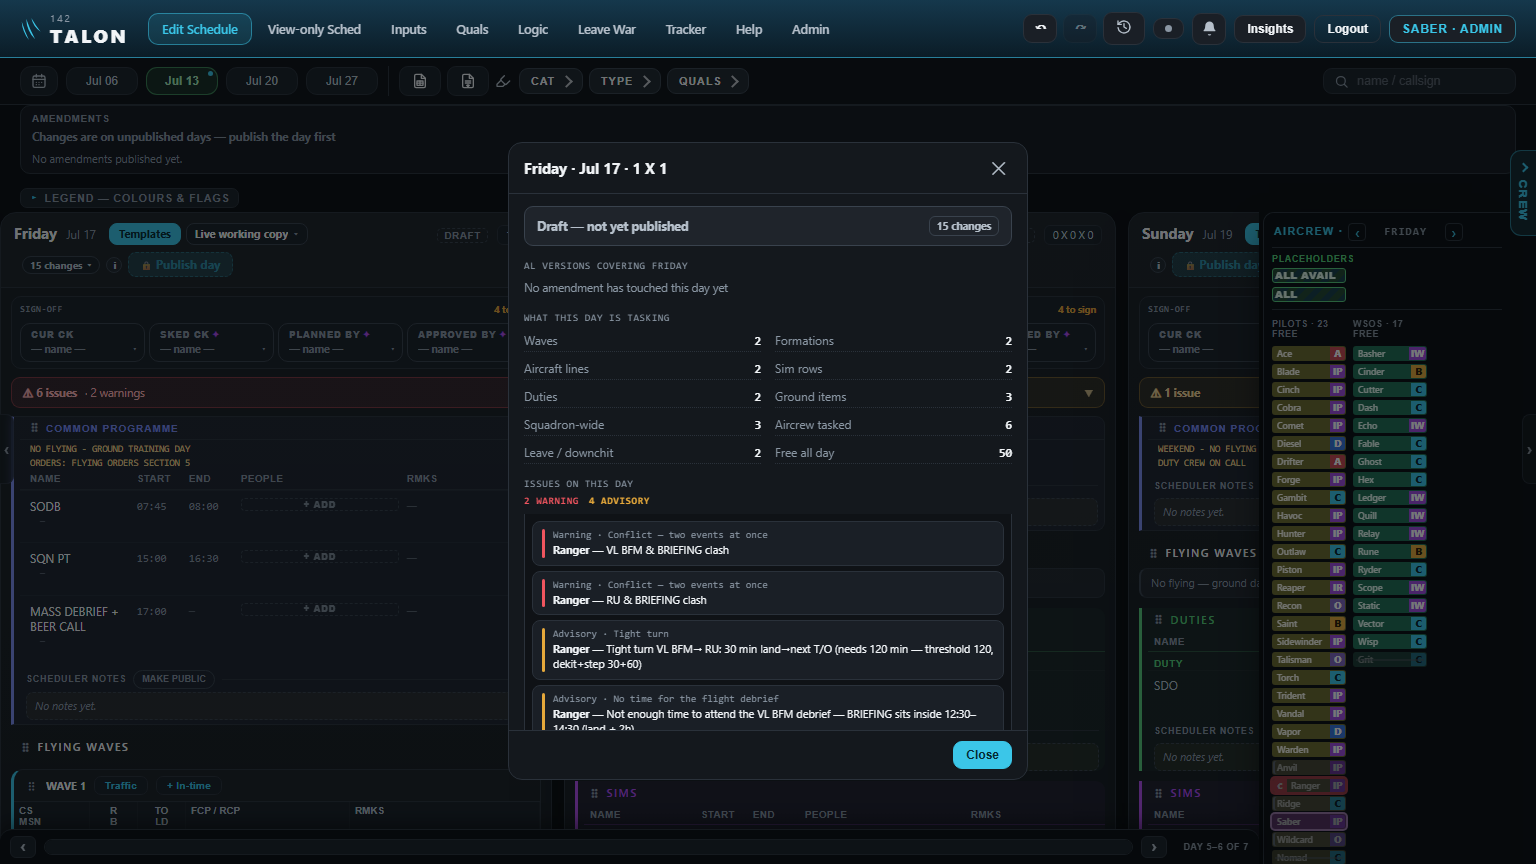 142
TALON
Edit Schedule
View-only Sched
Inputs
Quals
Logic
Leave War
Tracker
Help
Admin
Insights
Logout
SABER · ADMIN
Jul 06
Jul 13
Jul 20
Jul 27
CAT
TYPE
QUALS
name / callsign
AMENDMENTS
Changes are on unpublished days — publish the day first
No amendments published yet.
LEGEND — COLOURS & FLAGS
CREW
Friday Jul 17
Templates
Live working copy
DRAFT
15 changes
i
Publish day
SIGN-OFF
4 to
CUR CK
— name —
SKED CK
— name —
PLANNED BY
— name —
APPROVED BY
— name —
6 issues · 2 warnings
COMMON PROGRAMME
NO FLYING - GROUND TRAINING DAY
ORDERS: FLYING ORDERS SECTION 5
NAME START END PEOPLE RMKS
SODB 07:45 08:00 + ADD —
—
SQN PT 15:00 16:30 + ADD —
—
MASS DEBRIEF +
BEER CALL
17:00 — + ADD —
—
SCHEDULER NOTES MAKE PUBLIC
No notes yet.
FLYING WAVES
WAVE 1 Traffic + In-time
CS
MSN
R
B
TO
LD
FCP / RCP
RMKS
Friday · Jul 17 · 1 X 1
Draft — not yet published
15 changes
AL VERSIONS COVERING FRIDAY
No amendment has touched this day yet
WHAT THIS DAY IS TASKING
Waves 2 Formations 2
Aircraft lines 2 Sim rows 2
Duties 2 Ground items 3
Squadron-wide 3 Aircrew tasked 6
Leave / downchit 2 Free all day 50
ISSUES ON THIS DAY
2 WARNING 4 ADVISORY
Warning · Conflict — two events at once
Ranger — VL BFM & BRIEFING clash
Warning · Conflict — two events at once
Ranger — RU & BRIEFING clash
Advisory · Tight turn
Ranger — Tight turn VL BFM→ RU: 30 min land→next T/O (needs 120 min — threshold 120,
dekit+step 30+60)
Advisory · No time for the flight debrief
Ranger — Not enough time to attend the VL BFM debrief — BRIEFING sits inside 12:30–
14:30 (land + 2h)
Close
0X0X0
4 to sign
ED BY
SIMS
NAME START END PEOPLE RMKS
Sunday Jul 19
i
Publish da
SIGN-OFF
CUR CK
— name —
1 issue
COMMON PROG
WEEKEND - NO FLYING
DUTY CREW ON CALL
SCHEDULER NOTES
No notes yet.
FLYING WAVES
No flying — ground da
DUTIES
NAME
DUTY
SDO
SCHEDULER NOTES
No notes yet.
SIMS
NAME
AIRCREW · FRIDAY
PLACEHOLDERS
ALL AVAIL
ALL
PILOTS · 23
FREE
WSOS · 17
FREE
Ace A Basher IW
Blade IP Cinder B
Cinch IP Cutter C
Cobra IP Dash C
Comet IP Echo IW
Diesel D Fable C
Drifter A Ghost C
Forge IP Hex C
Gambit C Ledger IW
Havoc IP Quill IW
Hunter IP Relay IW
Outlaw C Rune B
Piston IP Ryder C
Reaper IR Scope IW
Recon O Static IW
Saint B Vector C
Sidewinder IP Wisp C
Talisman O Grit C
Torch C
Trident IP
Vandal IP
Vapor D
Warden IP
Anvil IP
C Ranger IP
Ridge C
Saber IP
Wildcard O
Nomad C
DAY 5–6 OF 7